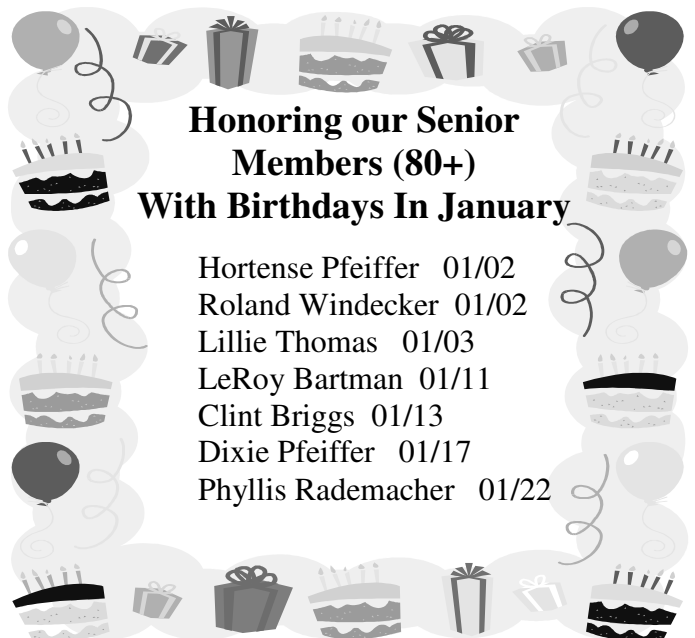 Honoring our Senior
Members (80+)
With Birthdays In January
Hortense Pfeiffer 01/02
Roland Windecker 01/02
Lillie Thomas 01/03
LeRoy Bartman 01/11
Clint Briggs 01/13
Dixie Pfeiffer 01/17
Phyllis Rademacher 01/22